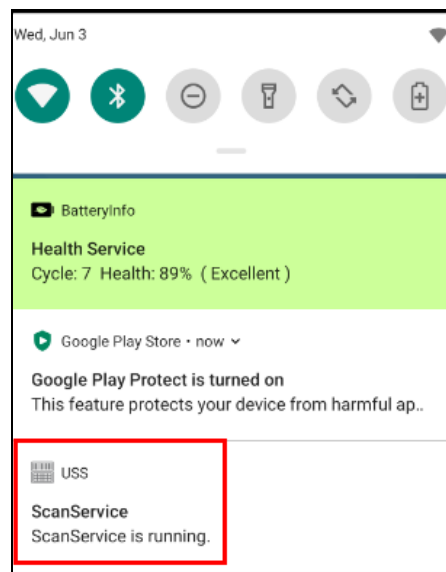 Wed, Jun 3
BatteryInfo
Health Service
Cycle: 7 Health: 89% ( Excellent )
Google Play Store • now
Google Play Protect is turned on
This feature protects your device from harmful ap..
USS
ScanService
ScanService is running.